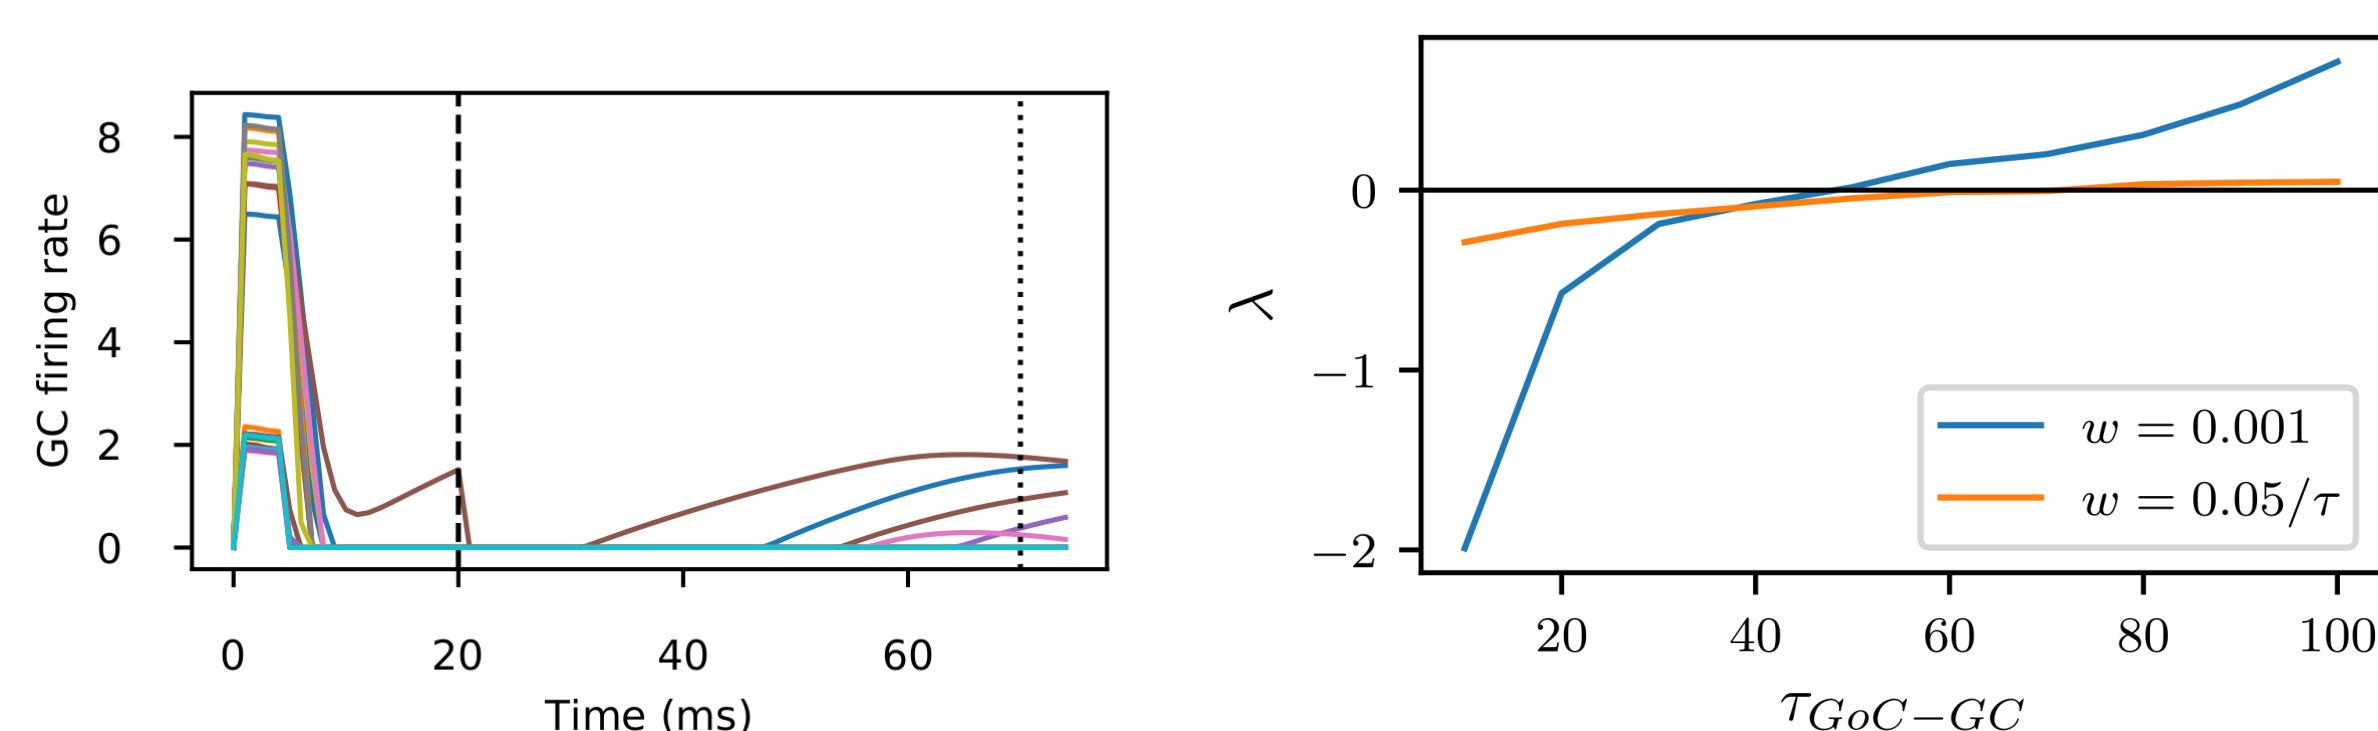 GC firing rate
8
6
4
2
0
0 20 40 60
Time (ms)
λ
0
−1
−2
w = 0.001
w = 0.05/τ
20 40 60 80 100
τGoC−GC